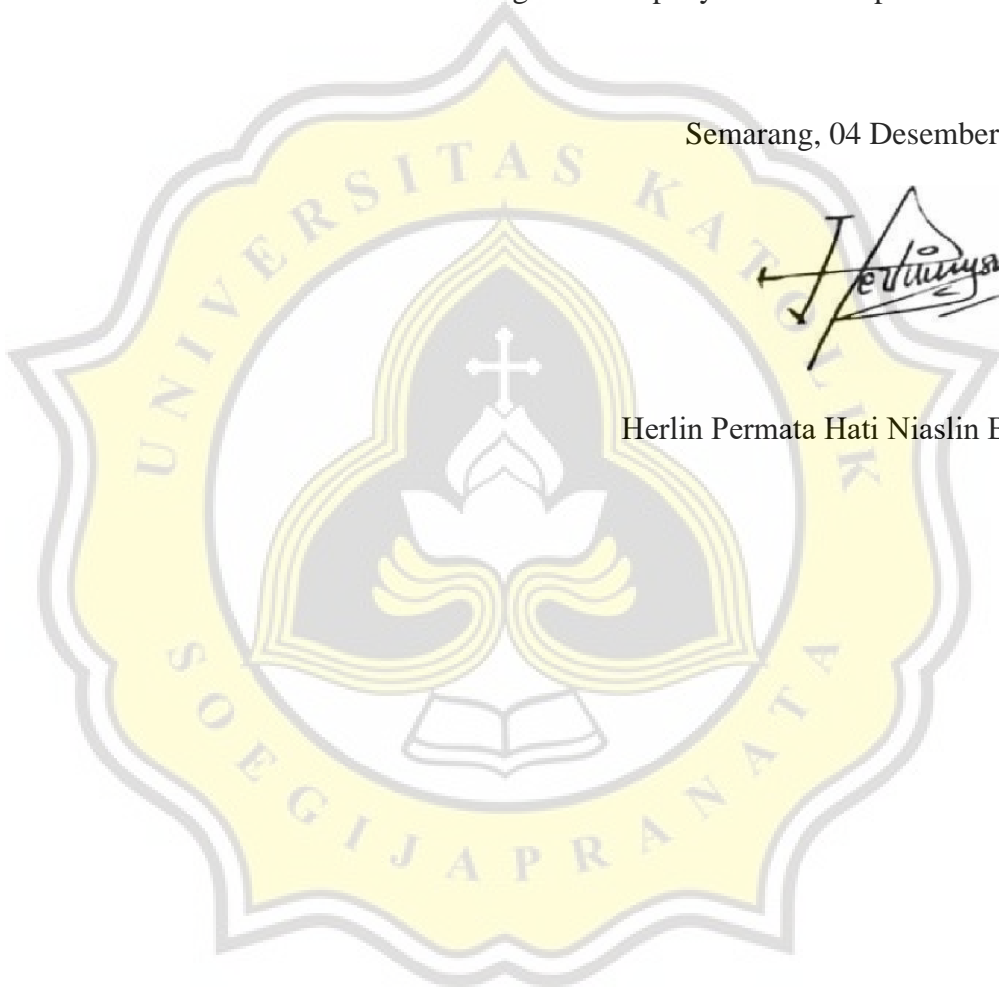 Semarang, 04 Desember
Herlin Permata Hati Niaslin
UNIVERSITAS KATOLIK
SOEGIJAPRANATA